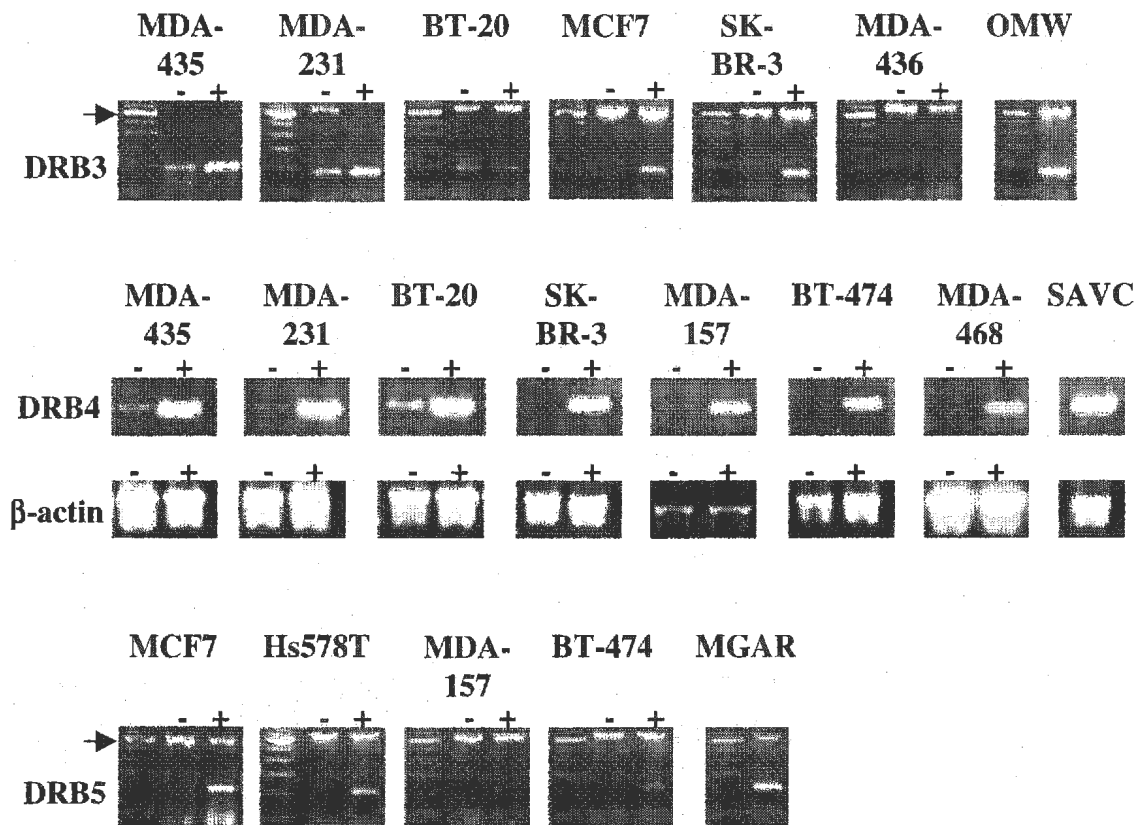 MDA- MDA- BT-20 MCF7 SK- MDA- OMW
435 231 BR-3 436
- + - + - + - + - + - +
DRB3
MDA- MDA- BT-20 SK- MDA- BT-474 MDA- SAVC
435 231 BR-3 157 468
- + - + - + - + - + - + - +
DRB4
- + - + - + - + - + - + - +
β-actin
MCF7 Hs578T MDA- BT-474 MGAR
157
- + - + - + - +
DRB5